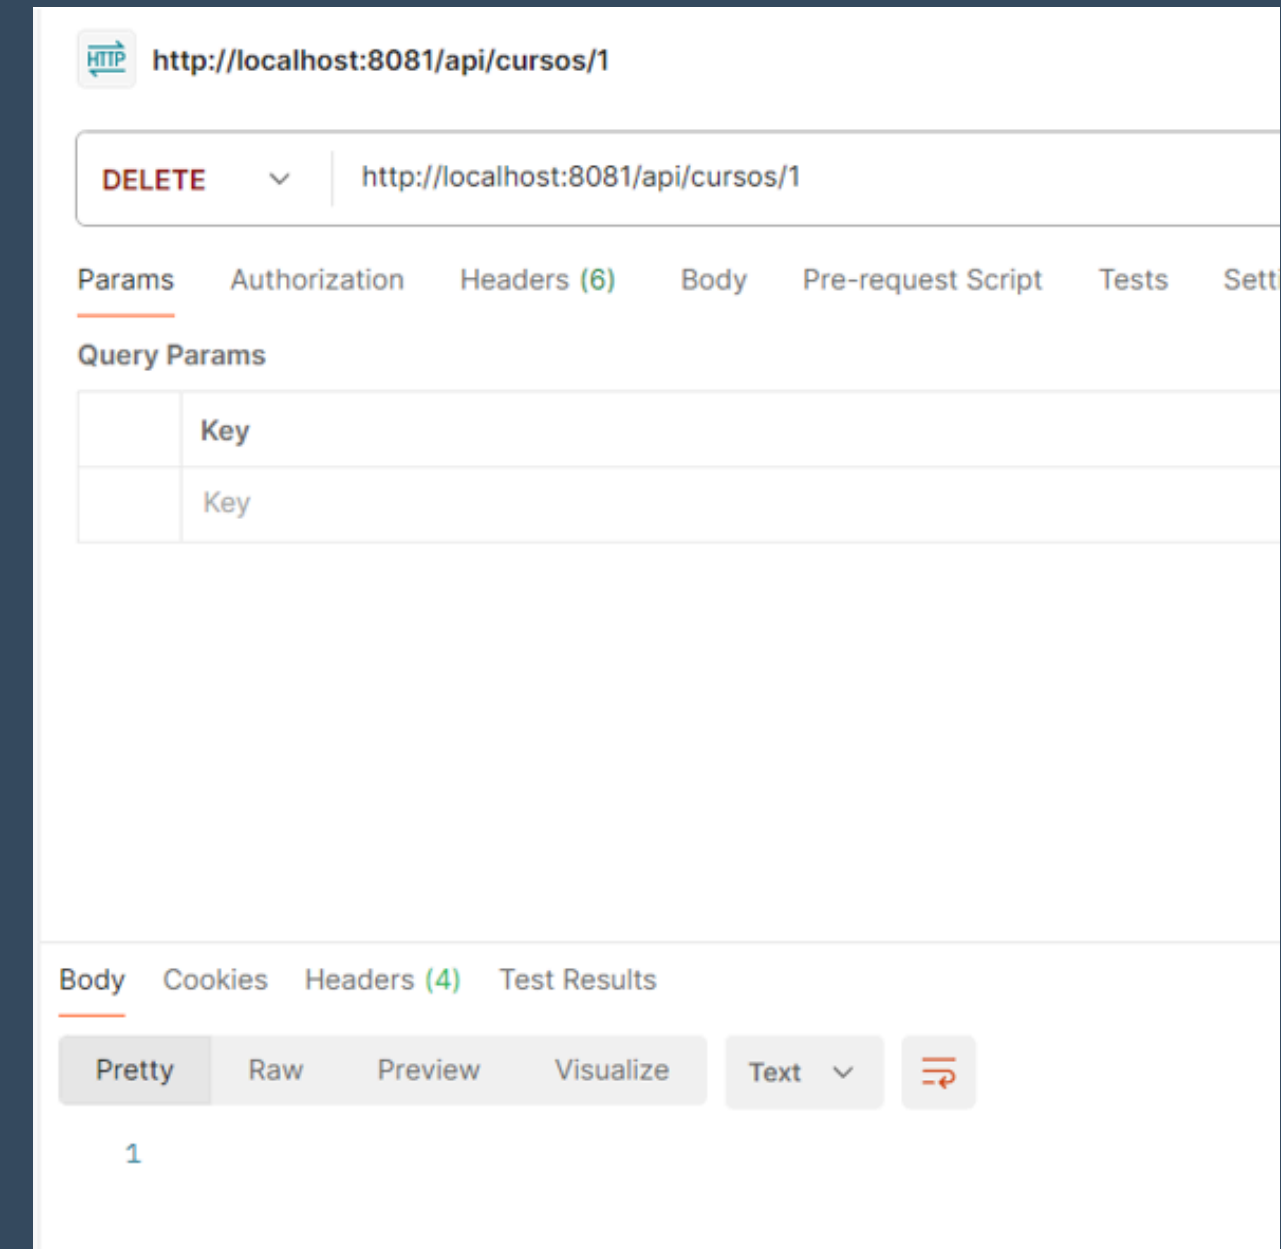 HTTP http://localhost:8081/api/cursos/1
DELETE http://localhost:8081/api/cursos/1
Params Authorization Headers (6) Body Pre-request Script Tests Setti
Query Params
Key
Key
Body Cookies Headers (4) Test Results
Pretty Raw Preview Visualize Text
1